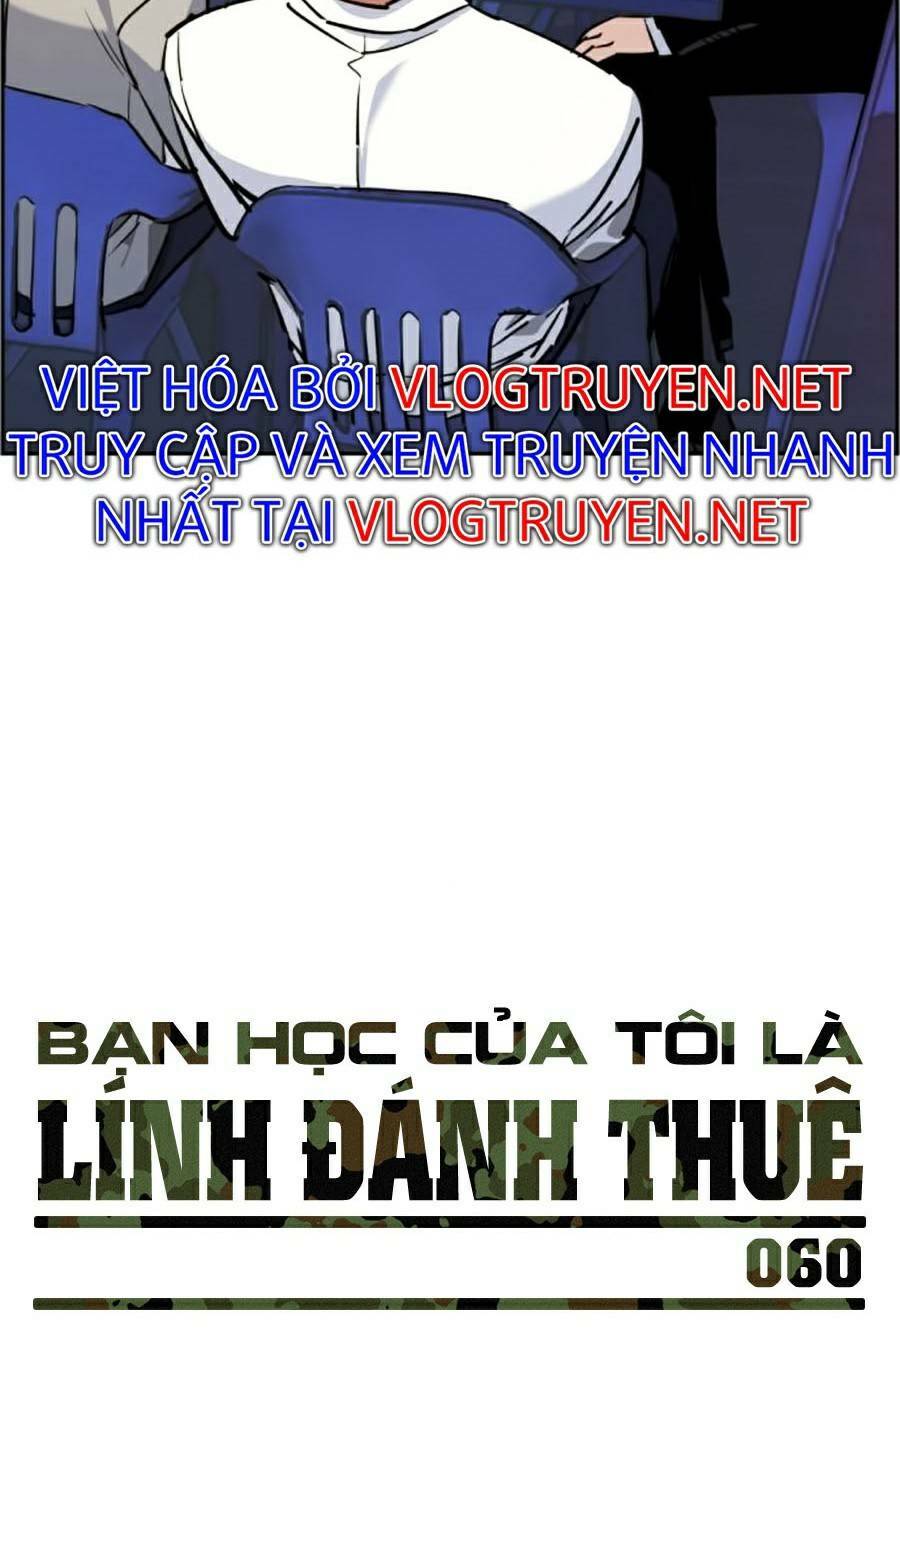 VIỆT HÓA BỞI VLOGTRUYEN.NET
TRUY CẬP VÀ XEM TRUYỆN NHANH
NHẤT TẠI VLOGTRUYEN.NET
BẠN HỌC CỦA TÔI LÀ
LÍNH ĐÁNH THUÊ
060